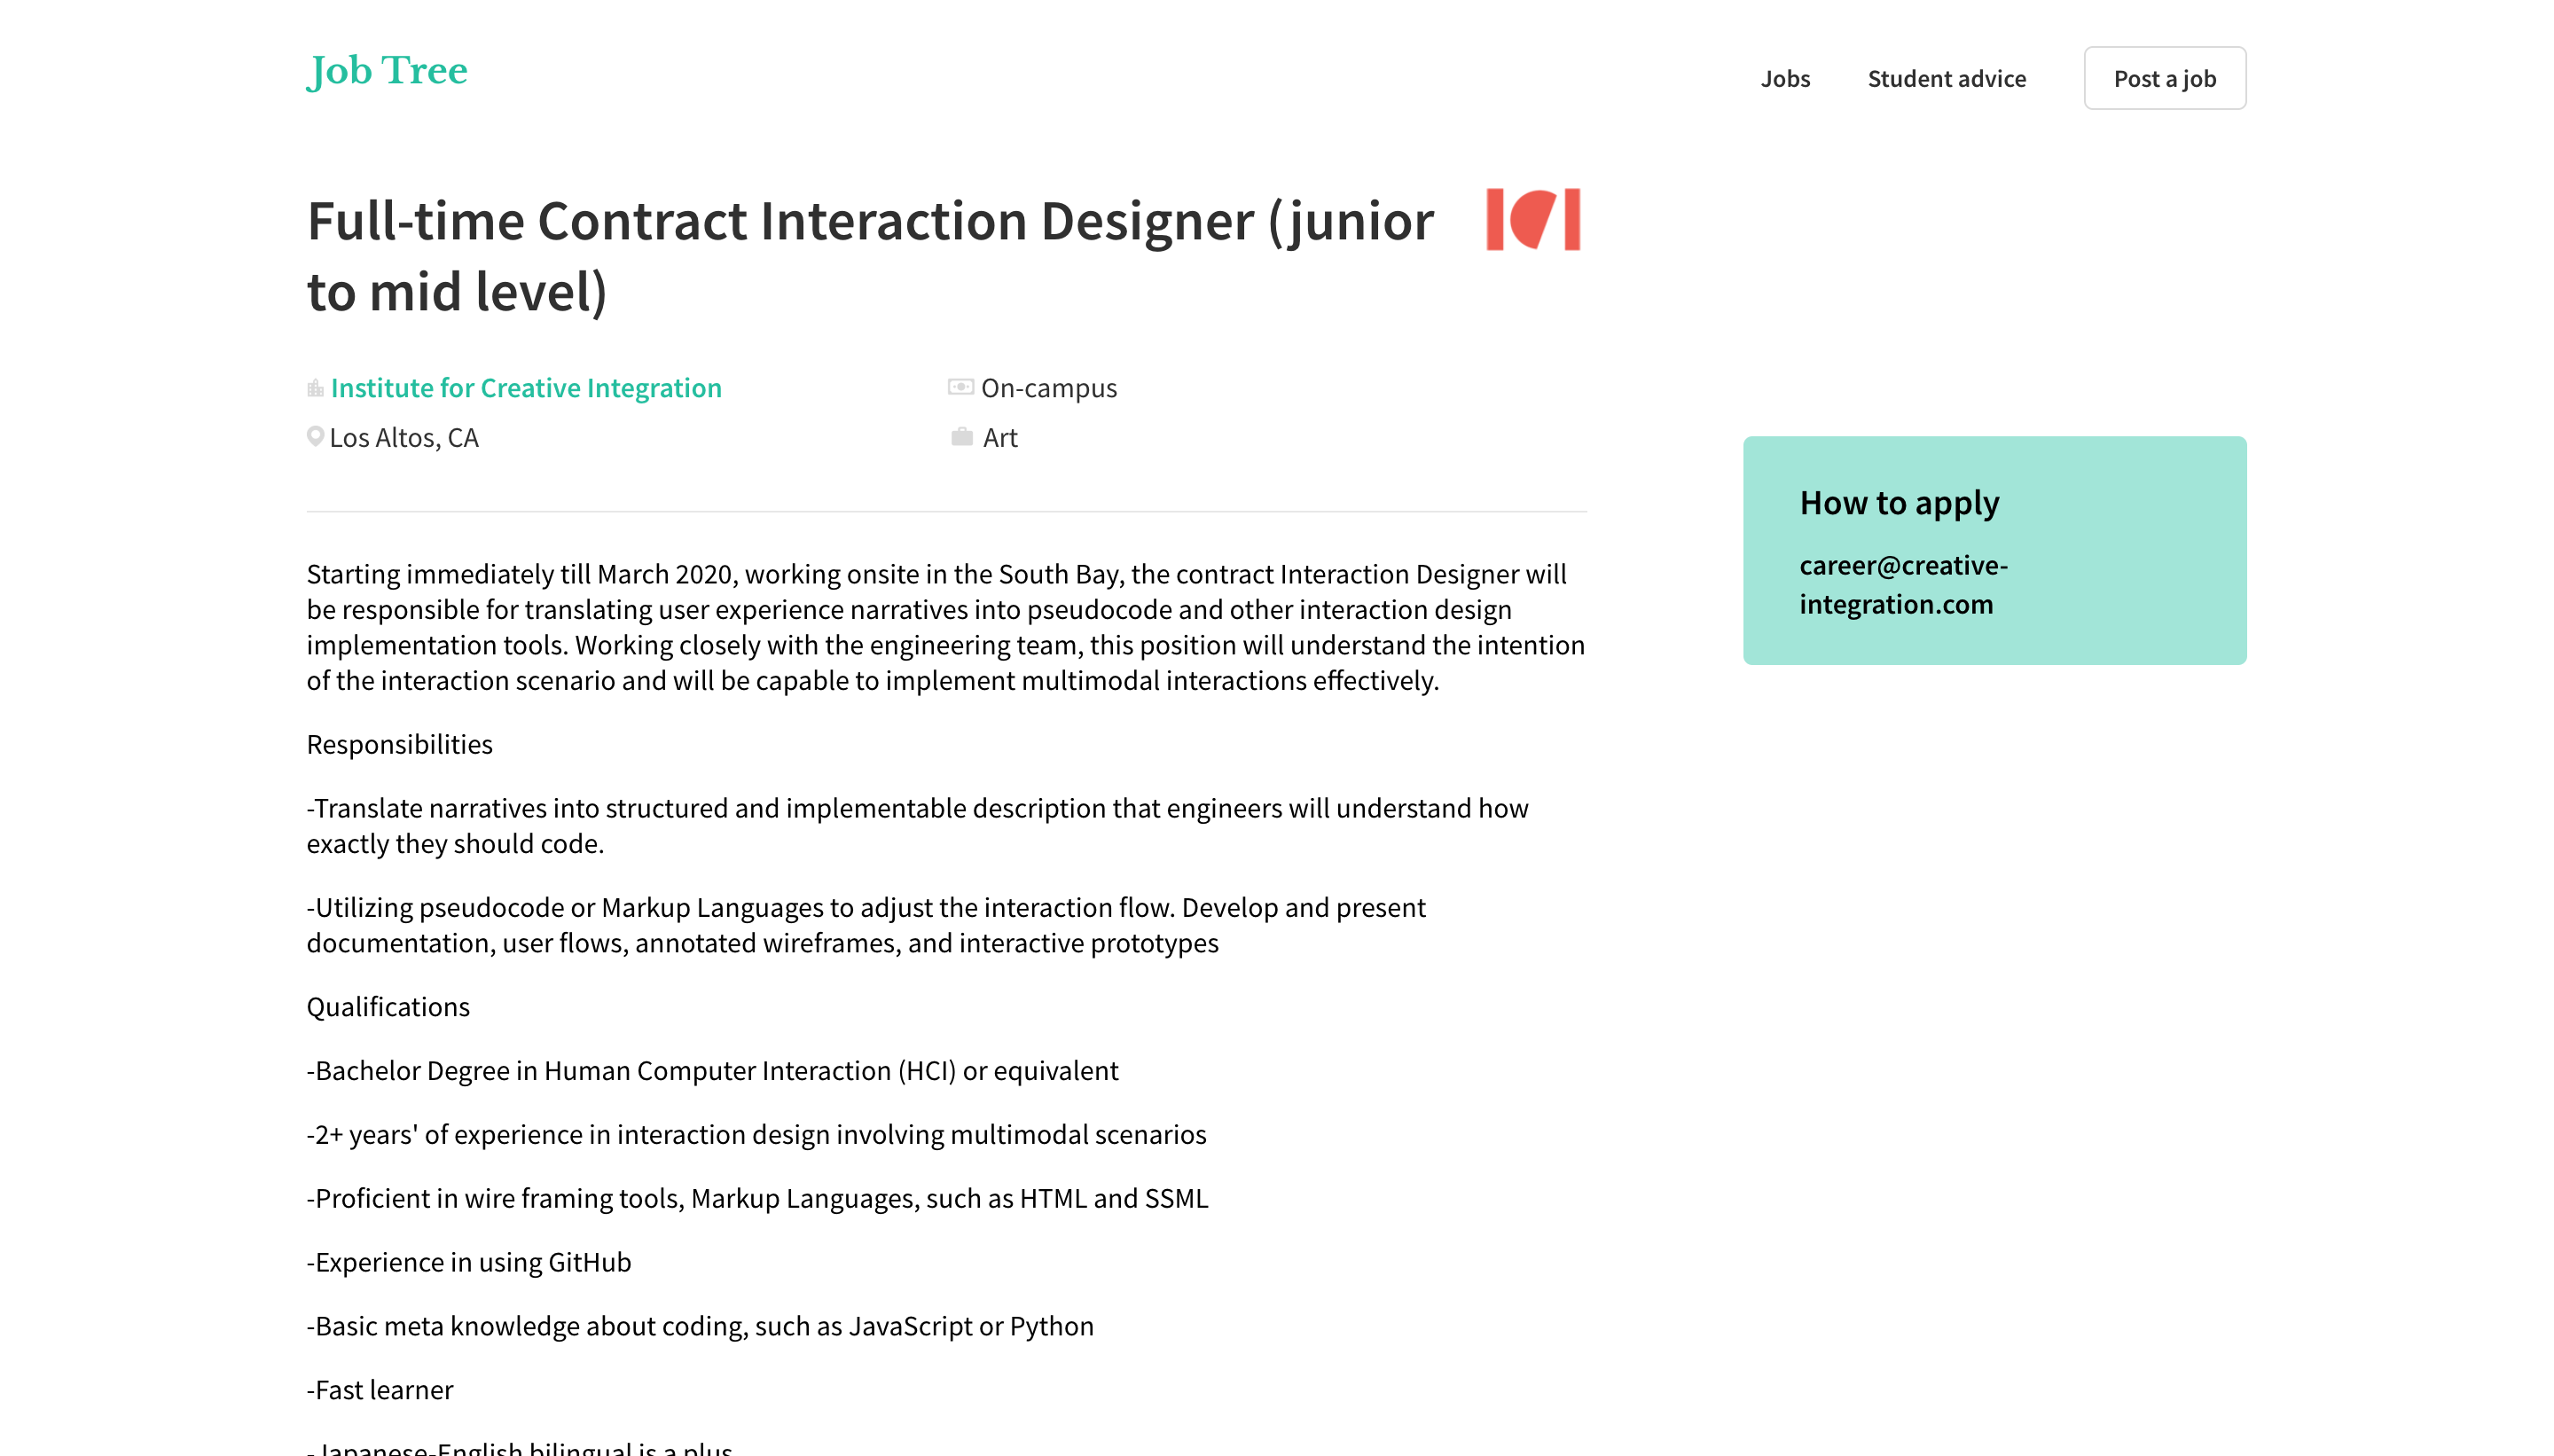 Job Tree
Jobs
Student advice
Post a job
Full-time Contract Interaction Designer (junior
to mid level)
ICI
Institute for Creative Integration
On-campus
Los Altos, CA
Art
Starting immediately till March 2020, working onsite in the South Bay, the contract Interaction Designer will
be responsible for translating user experience narratives into pseudocode and other interaction design
implementation tools. Working closely with the engineering team, this position will understand the intention
of the interaction scenario and will be capable to implement multimodal interactions effectively.
Responsibilities
-Translate narratives into structured and implementable description that engineers will understand how
exactly they should code.
-Utilizing pseudocode or Markup Languages to adjust the interaction flow. Develop and present
documentation, user flows, annotated wireframes, and interactive prototypes
Qualifications
-Bachelor Degree in Human Computer Interaction (HCI) or equivalent
-2+ years' of experience in interaction design involving multimodal scenarios
-Proficient in wire framing tools, Markup Languages, such as HTML and SSML
-Experience in using GitHub
-Basic meta knowledge about coding, such as JavaScript or Python
-Fast learner
-Japanese-English bilingual is a plus
How to apply
career@creative-
integration.com